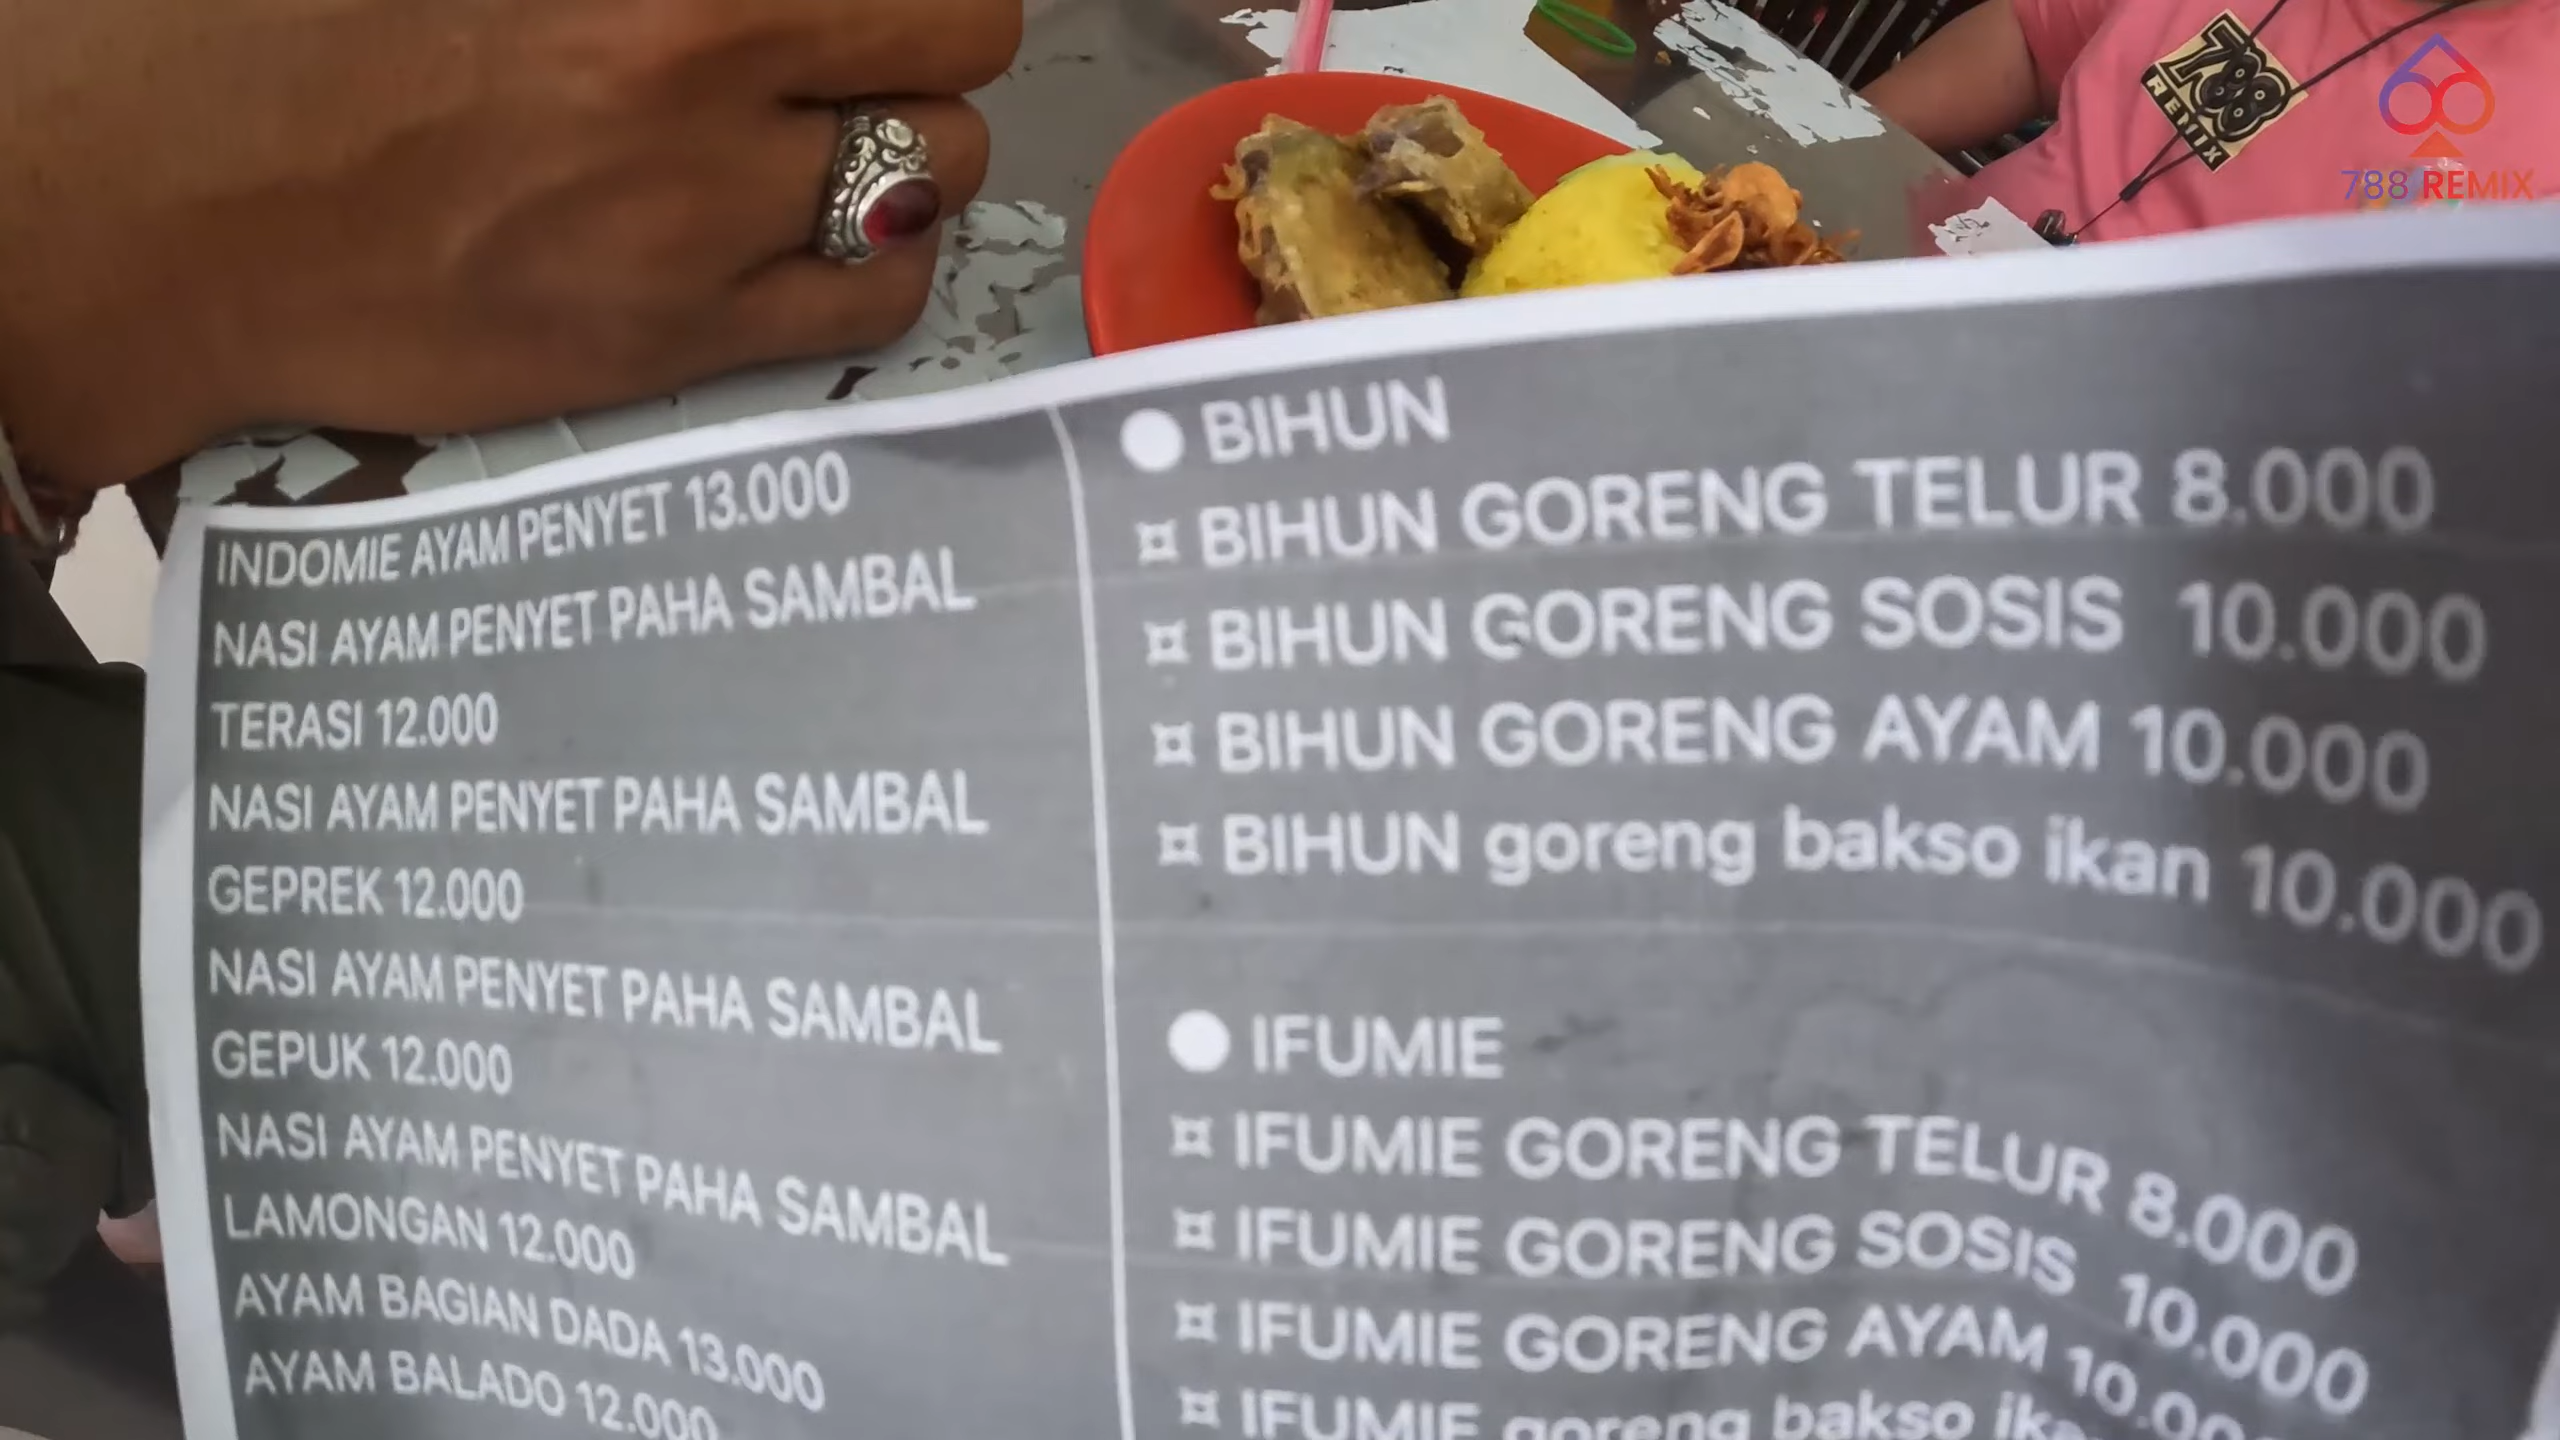 788
REMIX
788 REMIX
INDOMIE AYAM PENYET 13.000
NASI AYAM PENYET PAHA SAMBAL
TERASI 12.000
NASI AYAM PENYET PAHA SAMBAL
GEPREK 12.000
NASI AYAM PENYET PAHA SAMBAL
GEPUK 12.000
NASI AYAM PENYET PAHA SAMBAL
LAMONGAN 12.000
AYAM BAGIAN DADA 13.000
AYAM BALADO 12.000
● BIHUN
¤ BIHUN GORENG TELUR 8.000
¤ BIHUN GORENG SOSIS 10.000
¤ BIHUN GORENG AYAM 10.000
¤ BIHUN goreng bakso ikan 10.000
● IFUMIE
¤ IFUMIE GORENG TELUR 8.000
¤ IFUMIE GORENG SOSIS 10.000
¤ IFUMIE GORENG AYAM
¤ IFUMIE goreng bakso